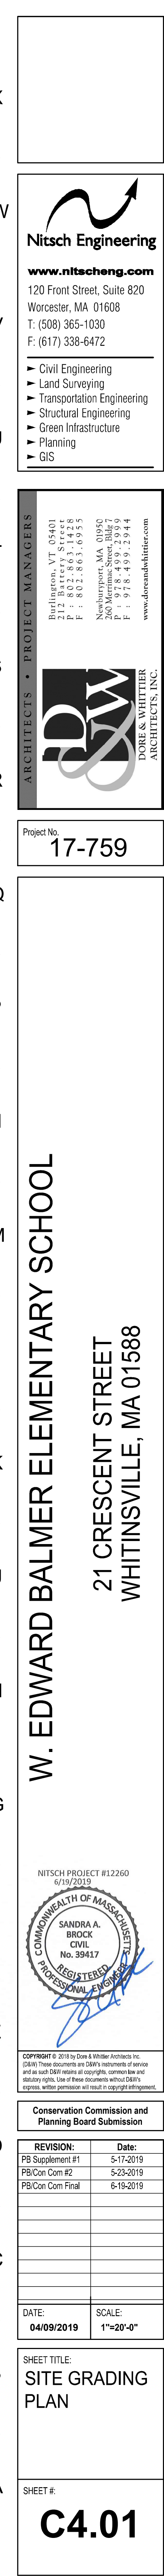 Nitsch Engineering
www.nitscheng.com
120 Front Street, Suite 820
Worcester, MA 01608
T: (508) 365-1030
F: (617) 338-6472
► Civil Engineering
► Land Surveying
► Transportation Engineering
► Structural Engineering
► Green Infrastructure
► Planning
► GIS
ARCHITECTS • PROJECT MANAGERS
Burlington, VT 05401
212 Battery Street
P : 802.863.1428
F : 802.863.6955
Newburyport, MA 01950
260 Merrimac Street, Bldg 7
P : 978.499.2999
F : 978.499.2944
www.doreandwhittier.com
D&W
DORE & WHITTIER
ARCHITECTS, INC.
Project No.
17-759
W. EDWARD BALMER ELEMENTARY SCHOOL
21 CRESCENT STREET
WHITINSVILLE, MA 01588
NITSCH PROJECT #12260
6/19/2019
COMMONWEALTH OF MASSACHUSETTS
SANDRA A.
BROCK
CIVIL
No. 39417
REGISTERED
PROFESSIONAL ENGINEER
COPYRIGHT © 2018 by Dore & Whittier Architects Inc.
(D&W) These documents are D&W's instruments of service
and as such D&W retains all copyrights, common law and
statutory rights. Use of these documents without D&W's
express, written permission will result in copyright infringement.
Conservation Commission and
Planning Board Submission
REVISION: Date:
PB Supplement #1 5-17-2019
PB/Con Com #2 5-23-2019
PB/Con Com Final 6-19-2019
DATE: SCALE:
04/09/2019 1"=20'-0"
SHEET TITLE:
SITE GRADING
PLAN
SHEET #:
C4.01